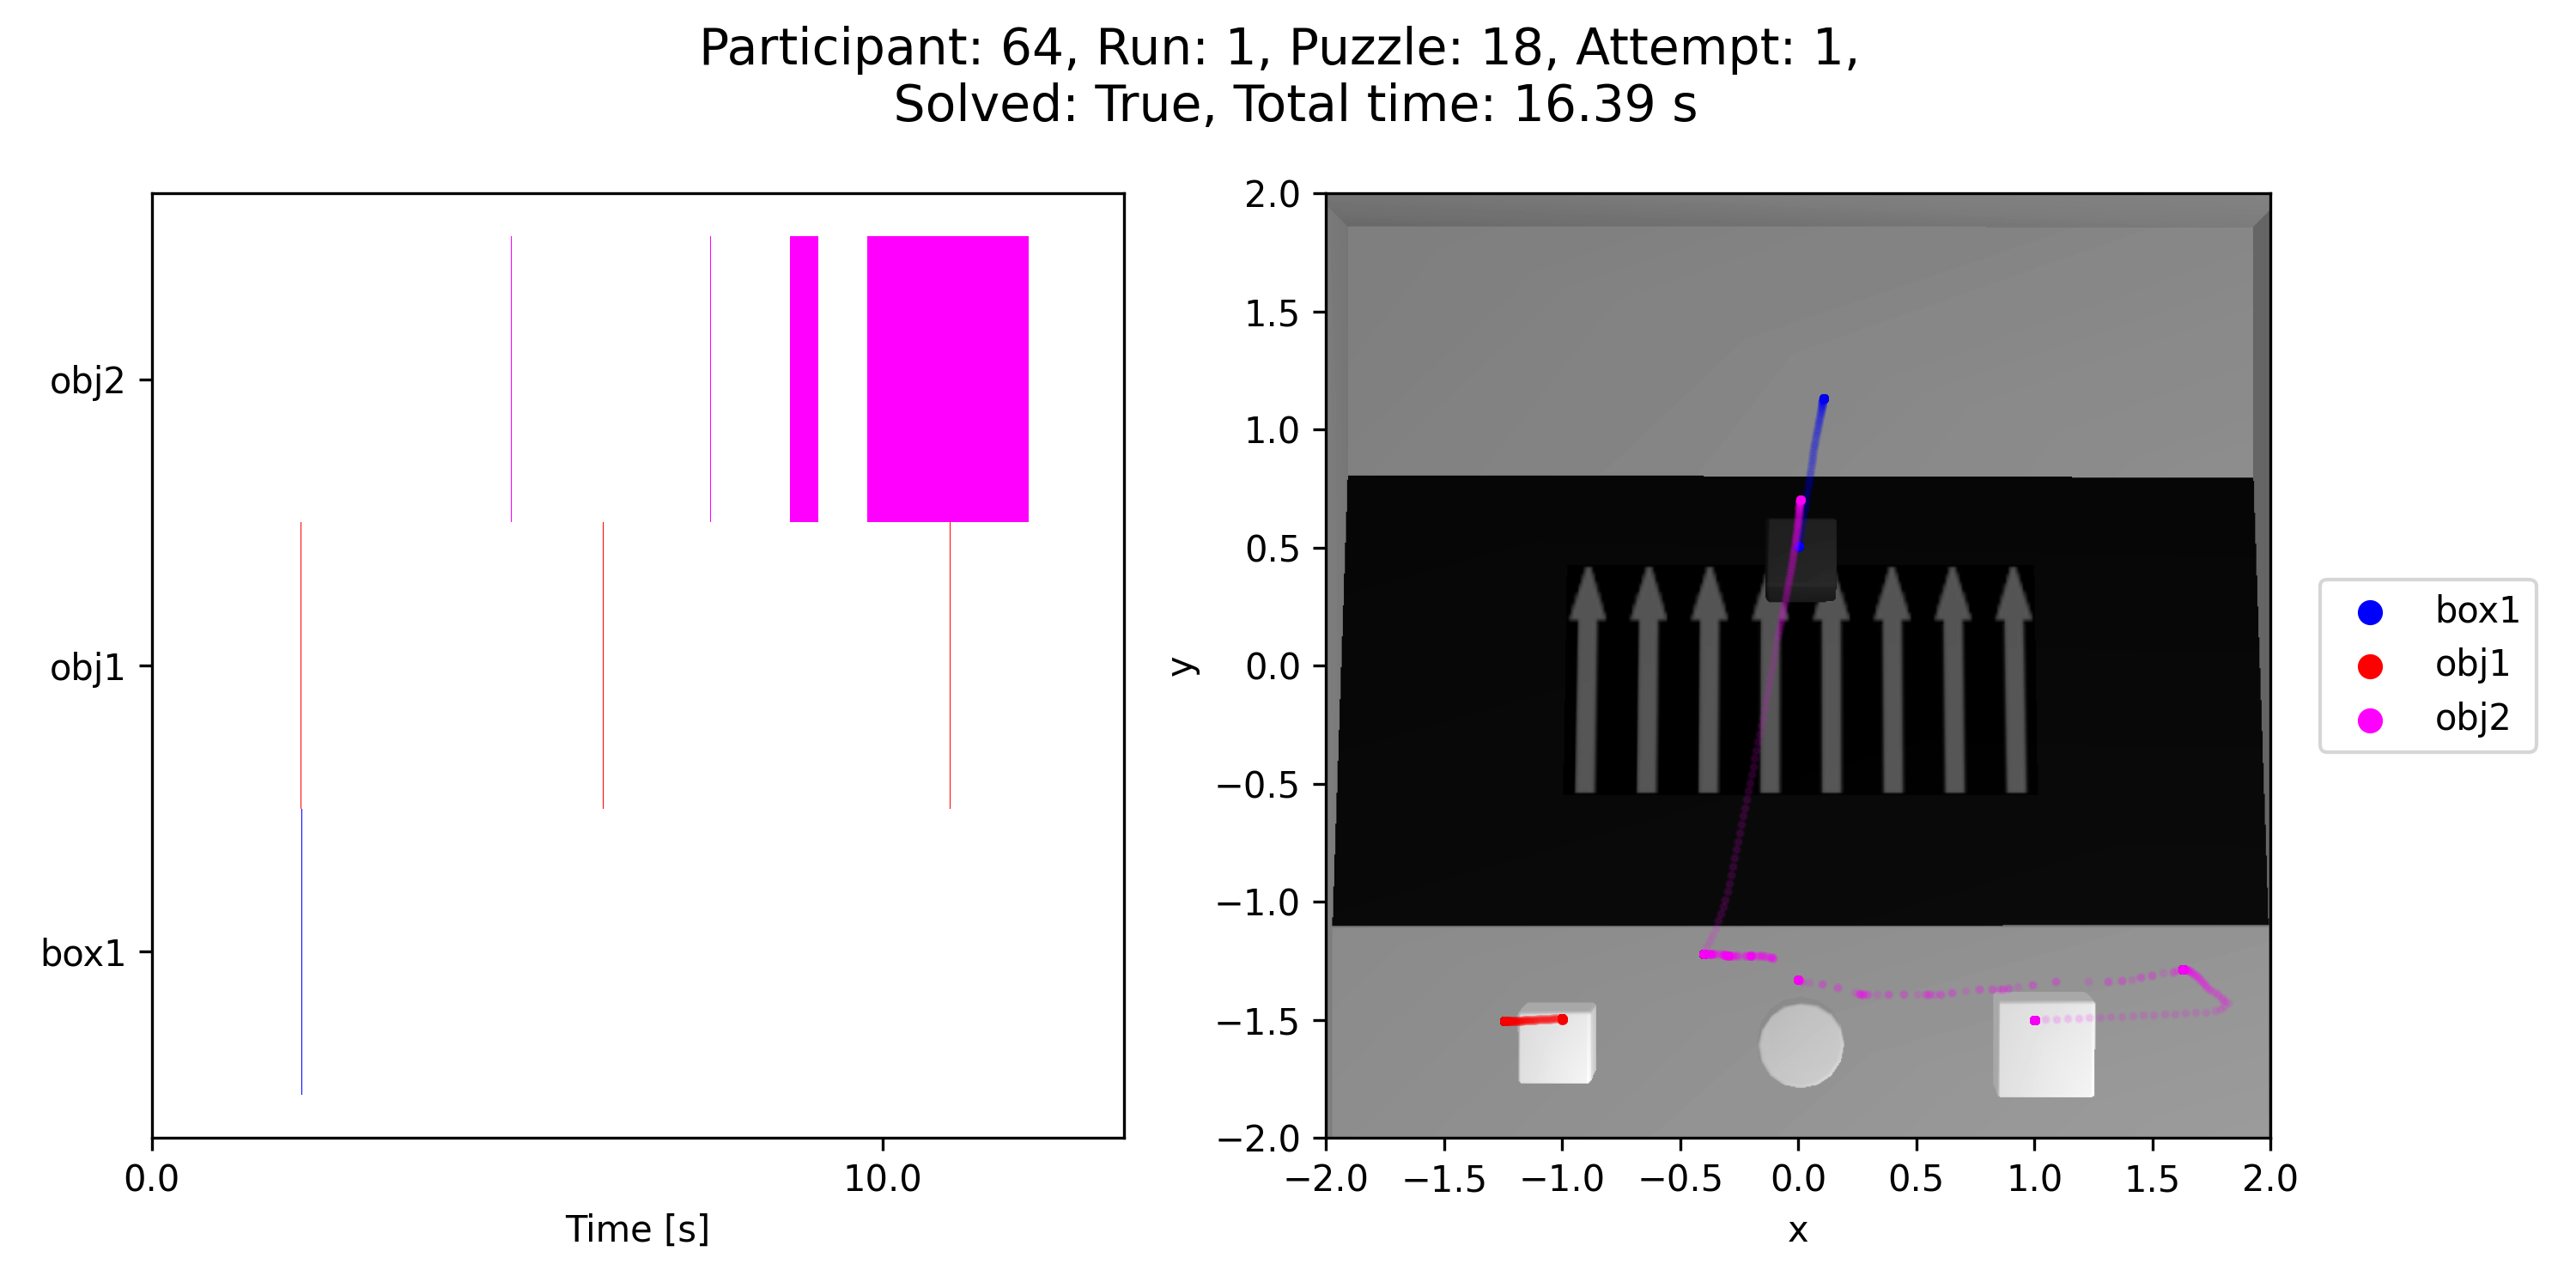 Participant: 64, Run: 1, Puzzle: 18, Attempt: 1,
Solved: True, Total time: 16.39 s
obj2
obj1
box1
0.0
10.0
Time [s]
2.0
1.5
1.0
0.5
0.0
−0.5
−1.0
−1.5
−2.0
y
−2.0
−1.5
−1.0
−0.5
0.0
0.5
1.0
1.5
2.0
x
box1
obj1
obj2